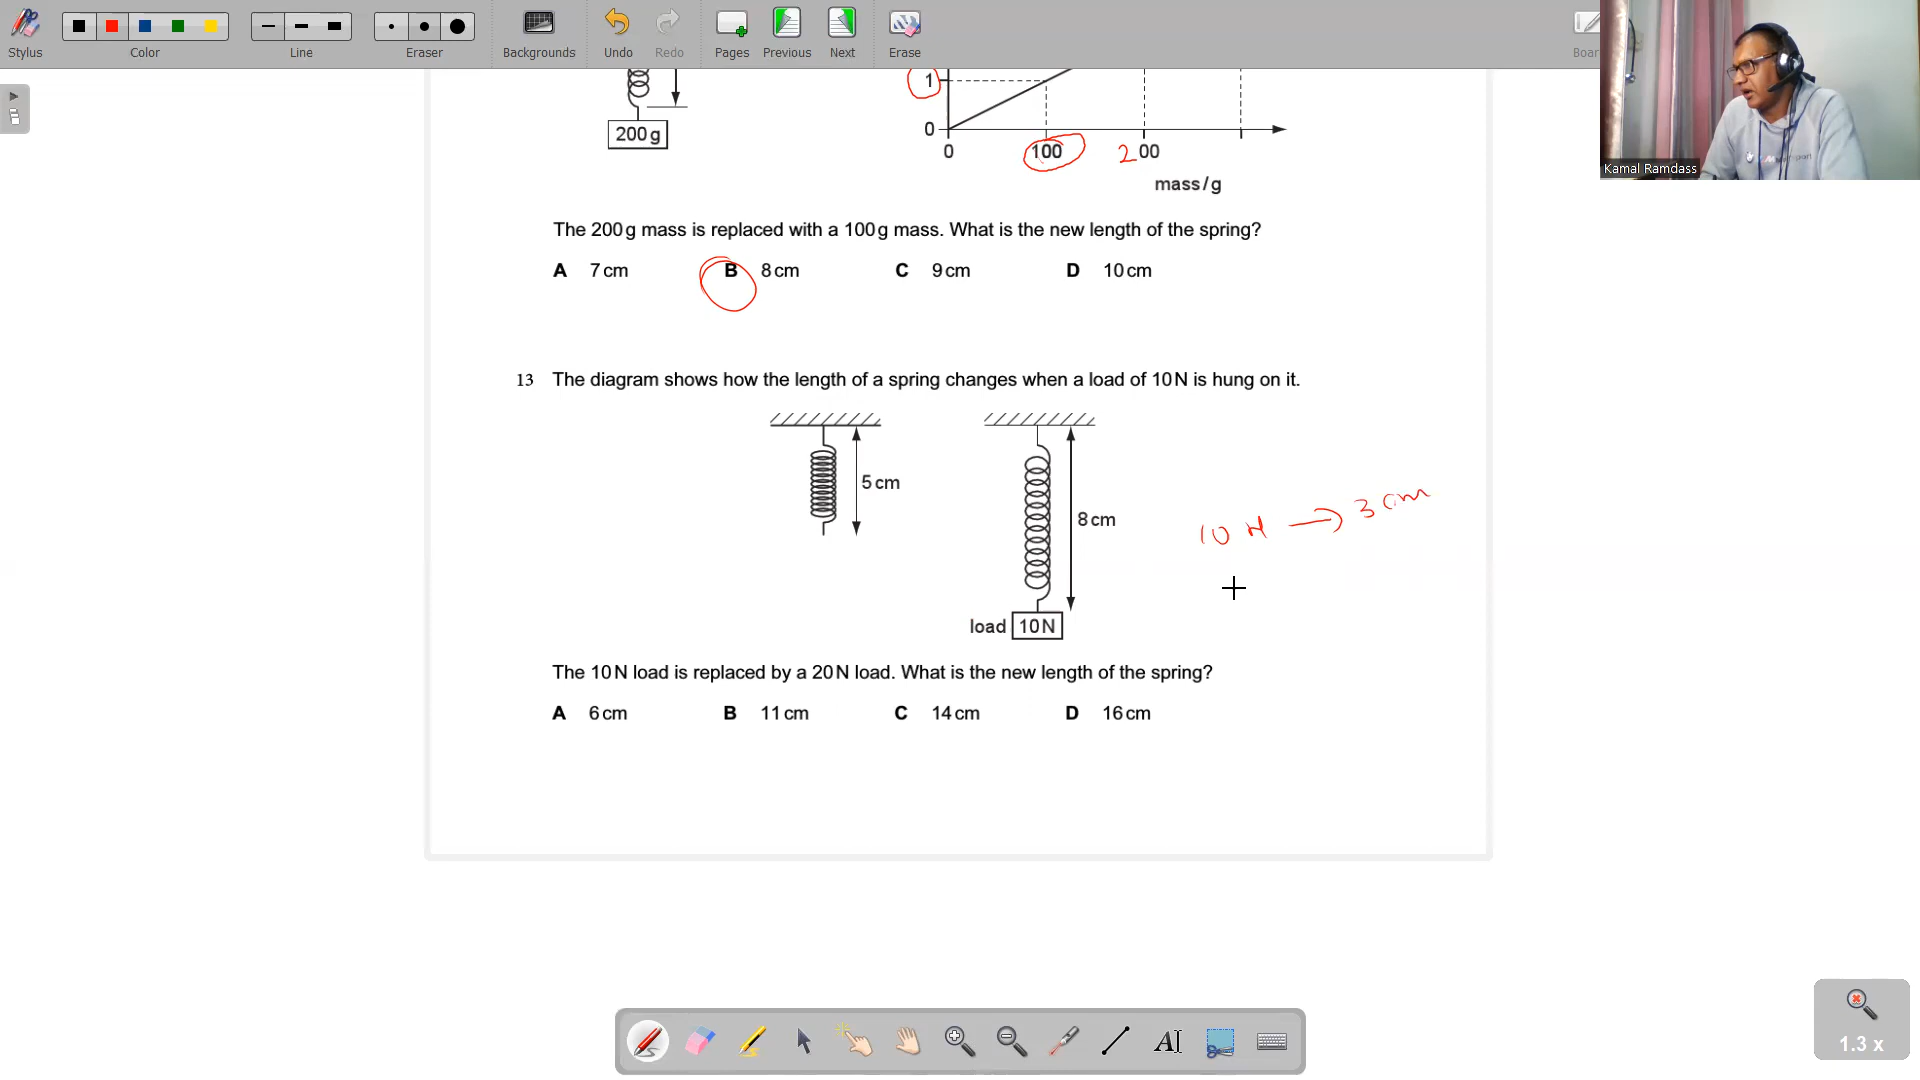 Stylus Color Line Eraser Backgrounds Undo Redo Pages Previous Next Erase Boar
Kamal Ramdass
200 g
1
0
0 100 200
mass / g
The 200 g mass is replaced with a 100 g mass. What is the new length of the spring?
A 7 cm B 8 cm C 9 cm D 10 cm
13 The diagram shows how the length of a spring changes when a load of 10 N is hung on it.
5 cm
8 cm
10 N → 3 cm
load 10 N
The 10 N load is replaced by a 20 N load. What is the new length of the spring?
A 6 cm B 11 cm C 14 cm D 16 cm
1.3 x